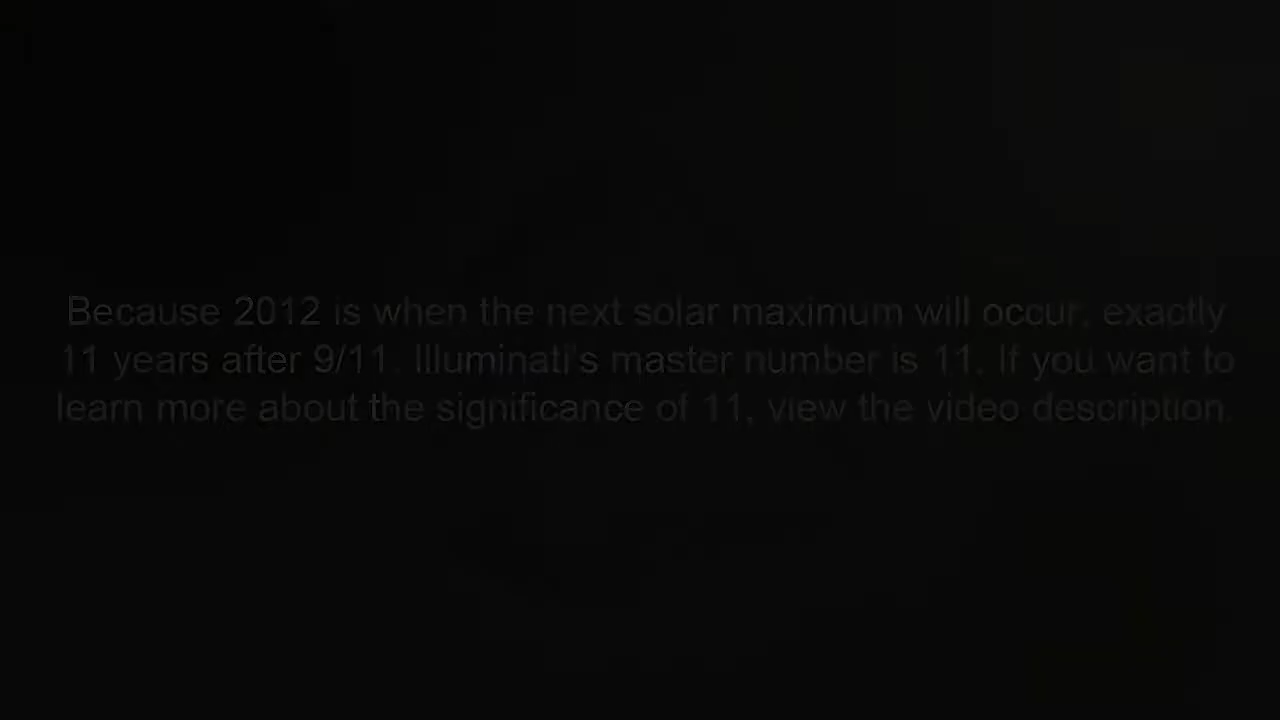 Because 2012 is when the next solar maximum will occur, exactly
11 years after 9/11. Illuminati's master number is 11. If you want to
learn more about the significance of 11, view the video description.